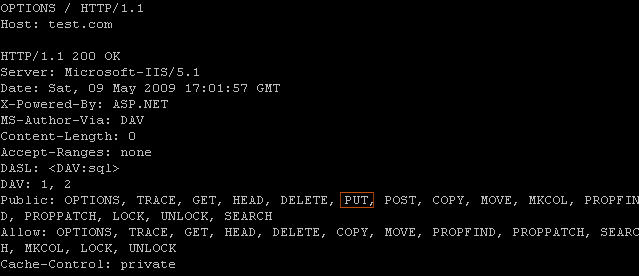 OPTIONS / HTTP/1.1
Host: test.com
HTTP/1.1 200 OK
Server: Microsoft-IIS/5.1
Date: Sat, 09 May 2009 17:01:57 GMT
X-Powered-By: ASP.NET
MS-Author-Via: DAV
Content-Length: 0
Accept-Ranges: none
DASL: <DAV:sql>
DAV: 1, 2
Public: OPTIONS, TRACE, GET, HEAD, DELETE, PUT, POST, COPY, MOVE, MKCOL, PROPFIN
D, PROPPATCH, LOCK, UNLOCK, SEARCH
Allow: OPTIONS, TRACE, GET, HEAD, DELETE, COPY, MOVE, PROPFIND, PROPPATCH, SEARC
H, MKCOL, LOCK, UNLOCK
Cache-Control: private